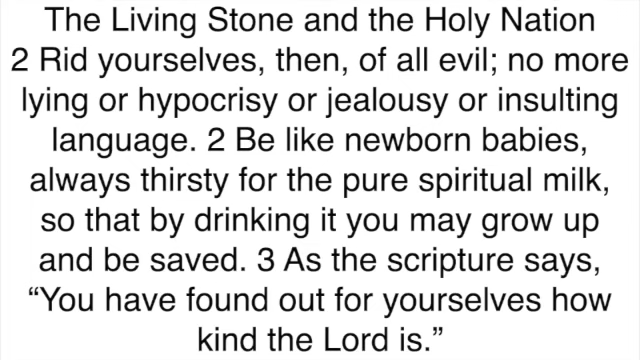 The Living Stone and the Holy Nation
2 Rid yourselves, then, of all evil; no more
lying or hypocrisy or jealousy or insulting
language. 2 Be like newborn babies,
always thirsty for the pure spiritual milk,
so that by drinking it you may grow up
and be saved. 3 As the scripture says,
“You have found out for yourselves how
kind the Lord is.”